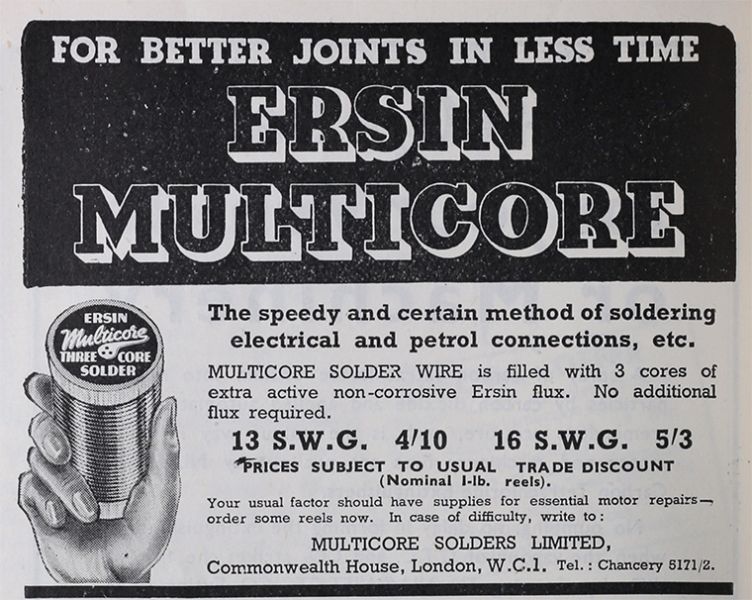 FOR BETTER JOINTS IN LESS TIME
ERSIN
MULTICORE
ERSIN
Multicore
THREE CORE
SOLDER
The speedy and certain method of soldering
electrical and petrol connections, etc.
MULTICORE SOLDER WIRE is filled with 3 cores of
extra active non-corrosive Ersin flux. No additional
flux required.
13 S.W.G. 4/10 16 S.W.G. 5/3
PRICES SUBJECT TO USUAL TRADE DISCOUNT
(Nominal 1-lb. reels).
Your usual factor should have supplies for essential motor repairs—
order some reels now. In case of difficulty, write to:
MULTICORE SOLDERS LIMITED,
Commonwealth House, London, W.C.1. Tel.: Chancery 5171/2.